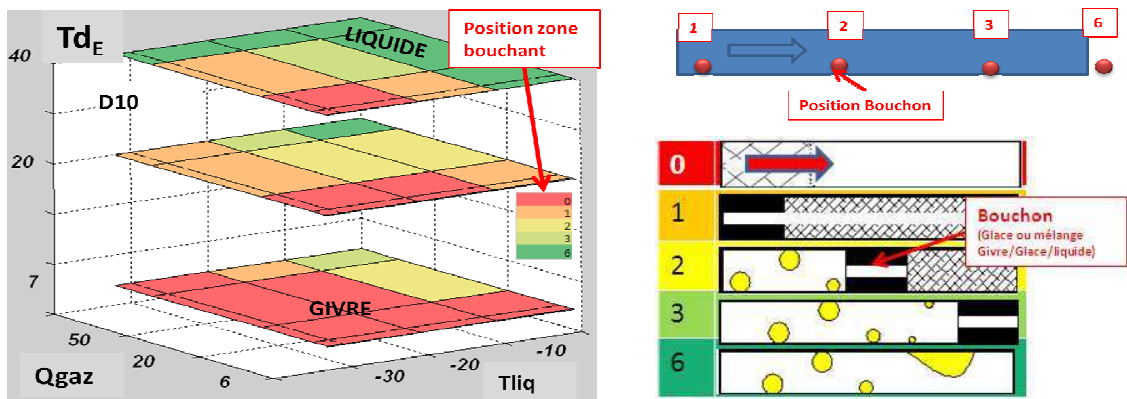 TdE
40
20
7
D10
LIQUIDE
GIVRE
Position zone
bouchant
0
1
2
3
6
50
20
6
Qgaz
-30
-20
-10
Tliq
1
2
3
6
Position Bouchon
0
1
2
3
6
Bouchon
(Glace ou mélange
Givre/Glace/liquide)